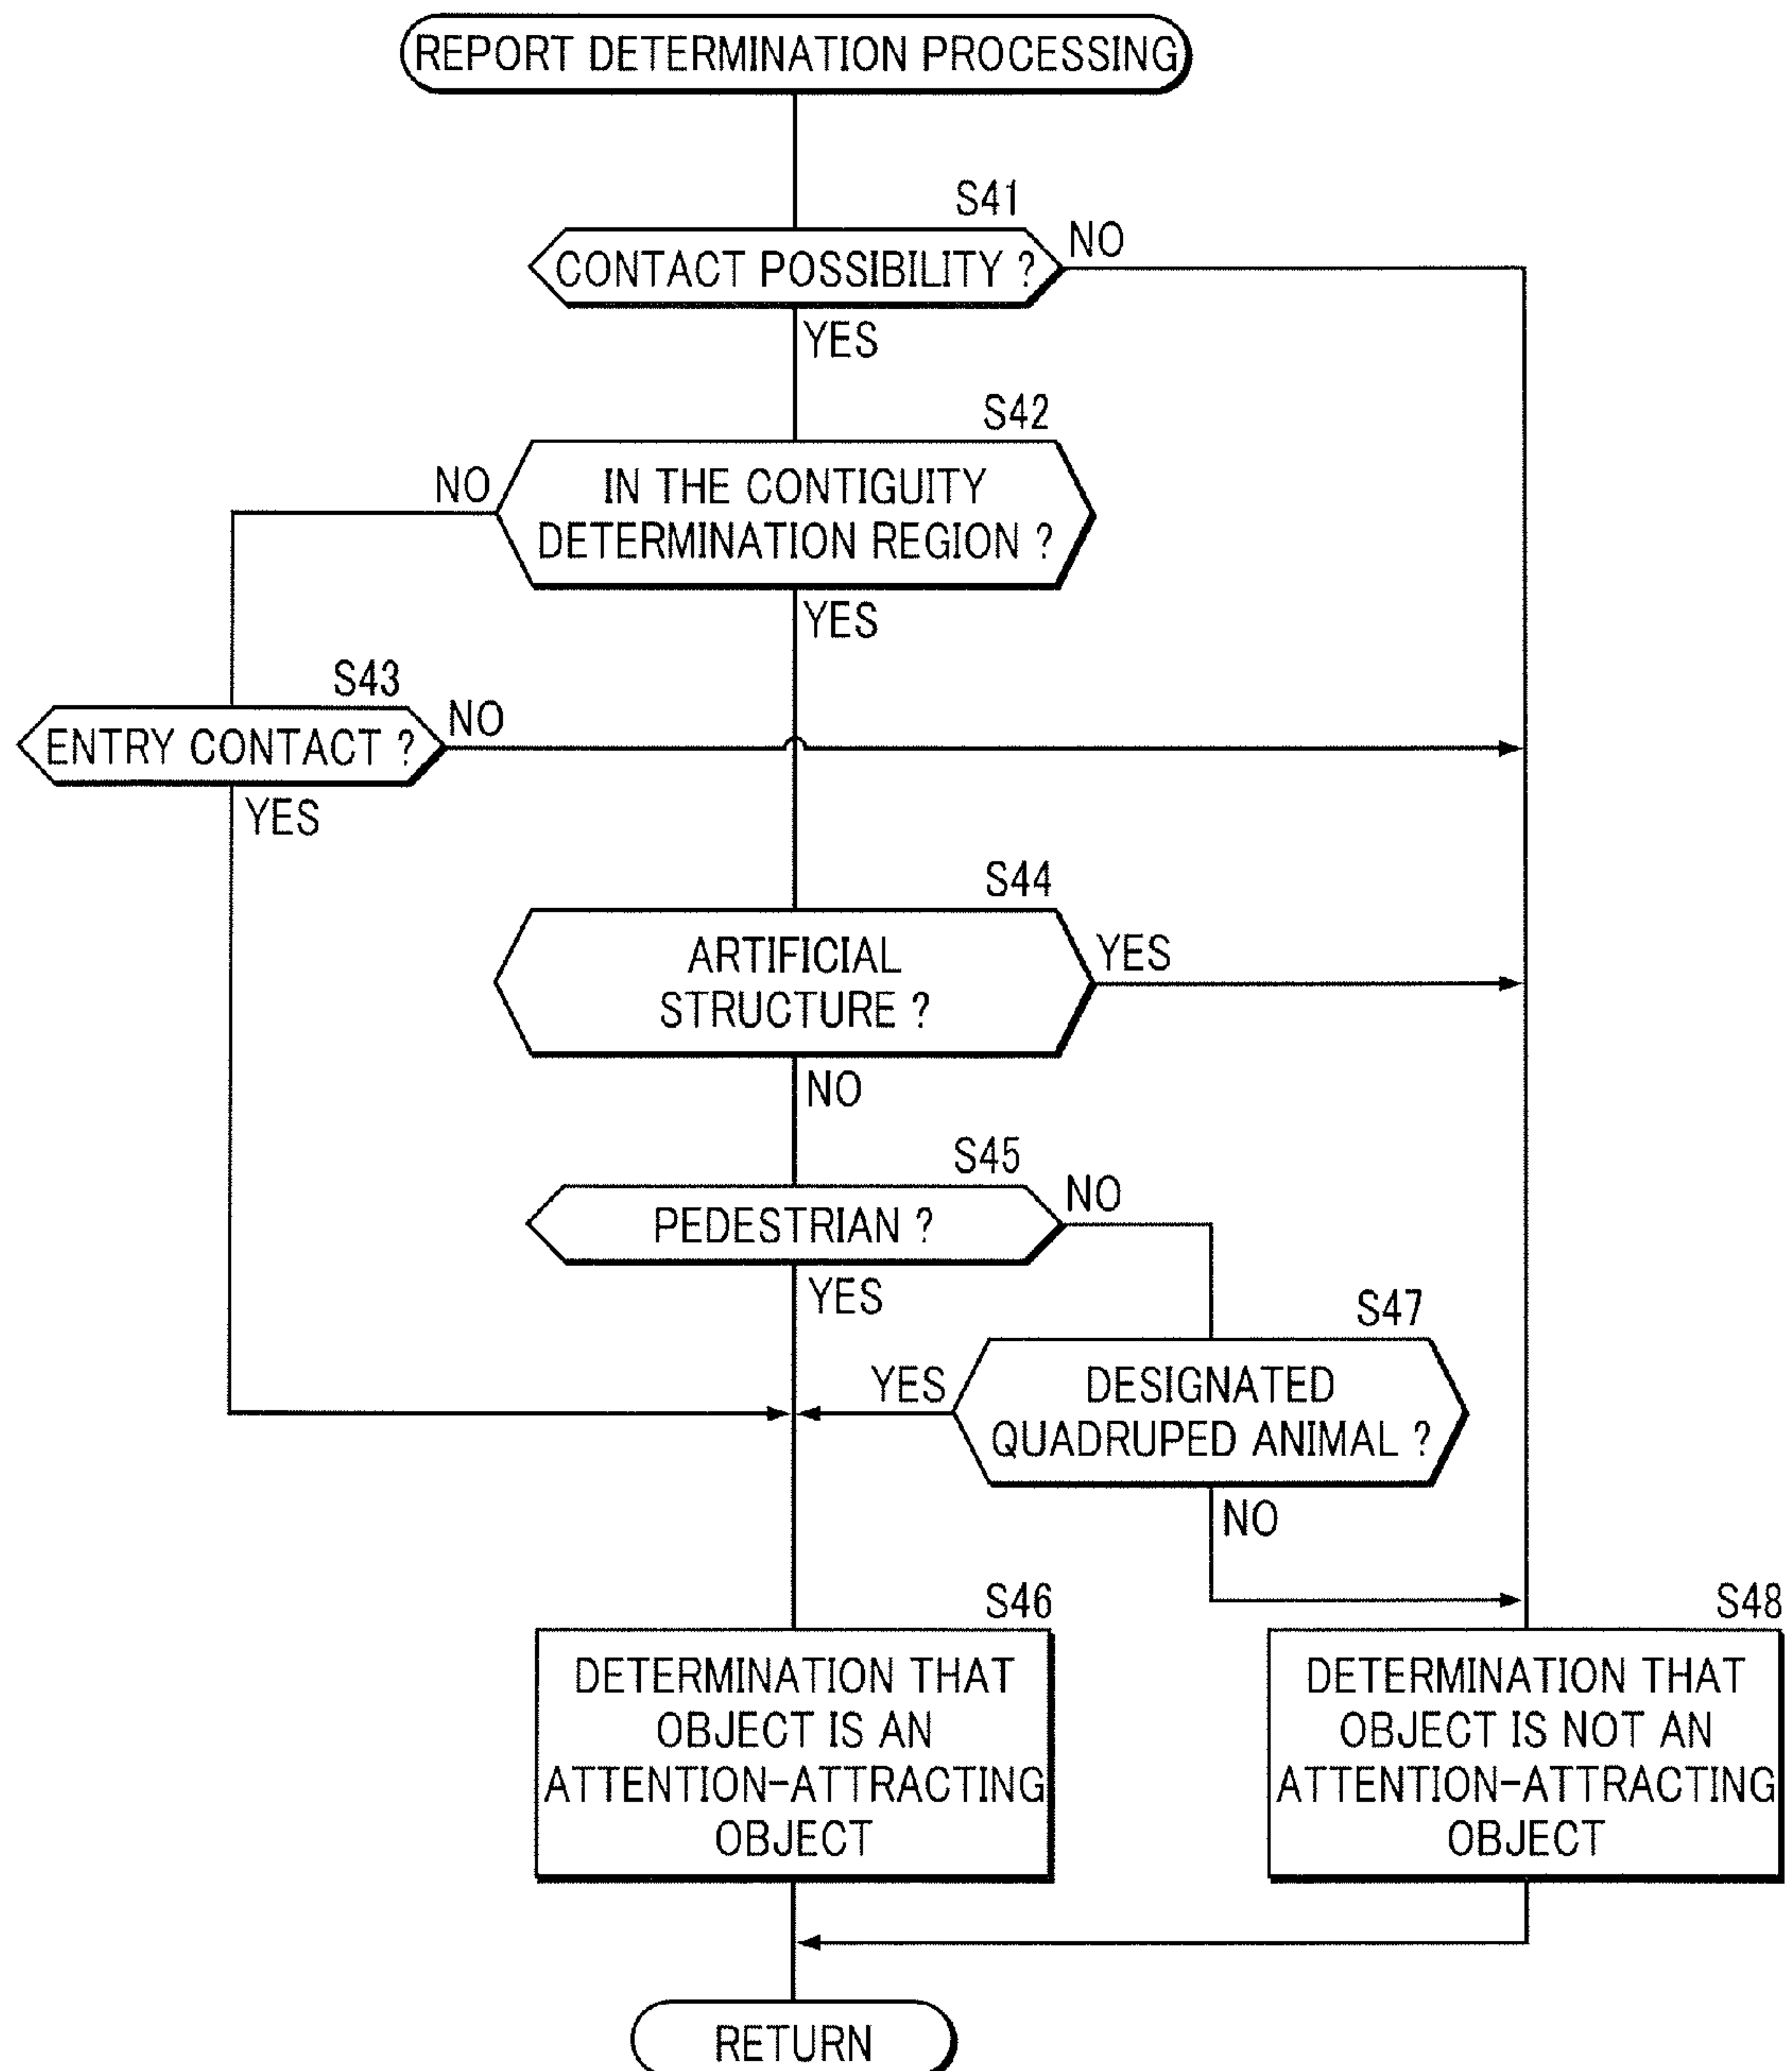 REPORT DETERMINATION PROCESSING
S41
CONTACT POSSIBILITY ?
NO
YES
S42
IN THE CONTIGUITY
DETERMINATION REGION ?
NO
YES
S43
ENTRY CONTACT ?
NO
YES
S44
ARTIFICIAL
STRUCTURE ?
YES
NO
S45
PEDESTRIAN ?
NO
YES
S47
DESIGNATED
QUADRUPED ANIMAL ?
YES
NO
S46
DETERMINATION THAT
OBJECT IS AN
ATTENTION-ATTRACTING
OBJECT
S48
DETERMINATION THAT
OBJECT IS NOT AN
ATTENTION-ATTRACTING
OBJECT
RETURN